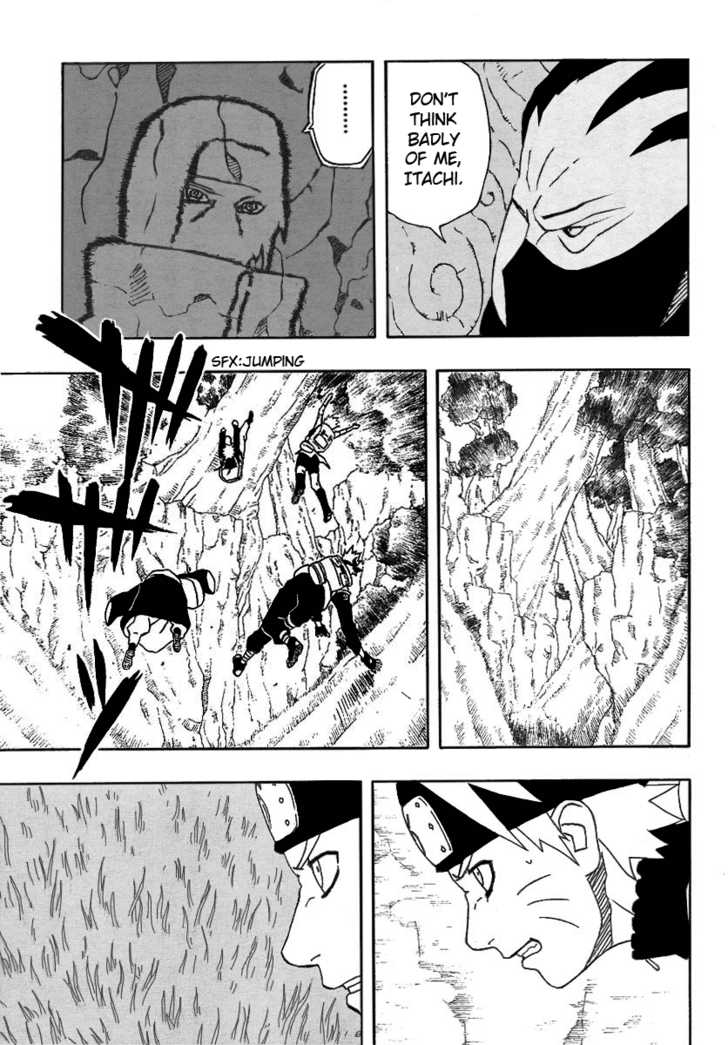 DON'T
THINK
BADLY
OF ME,
ITACHI.
.........
SFX:JUMPING